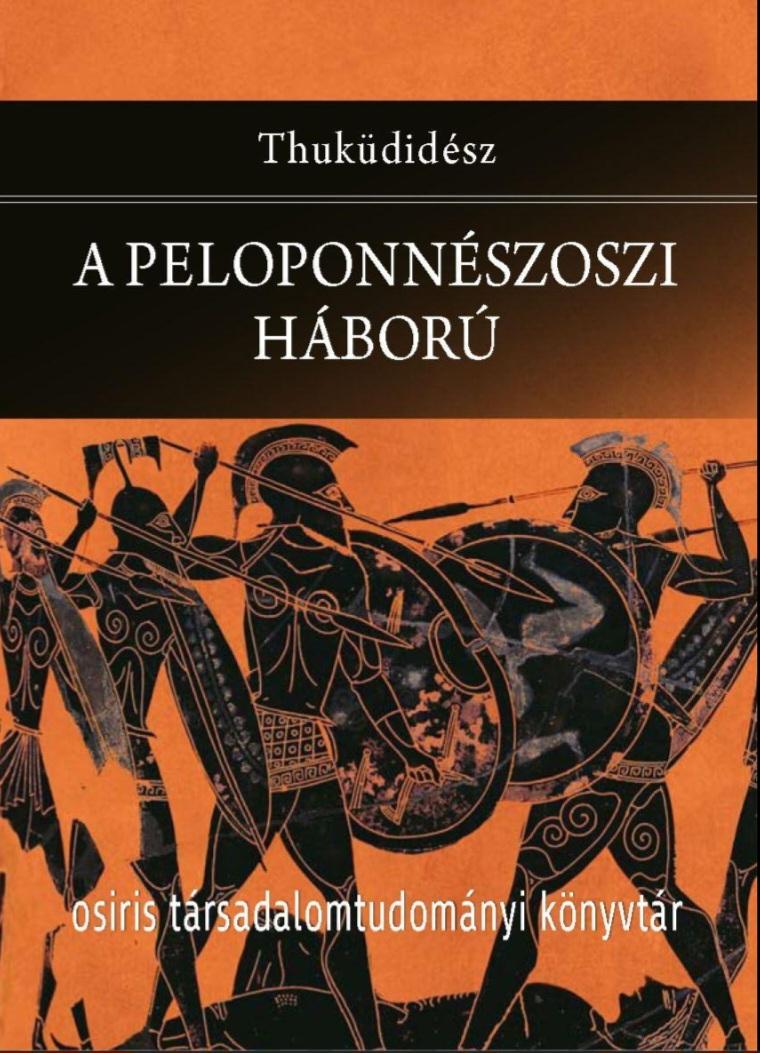 Thuküdidész
A PELOPONNÉSZOSZI
HÁBORÚ
osiris társadalomtudományi könyvtár